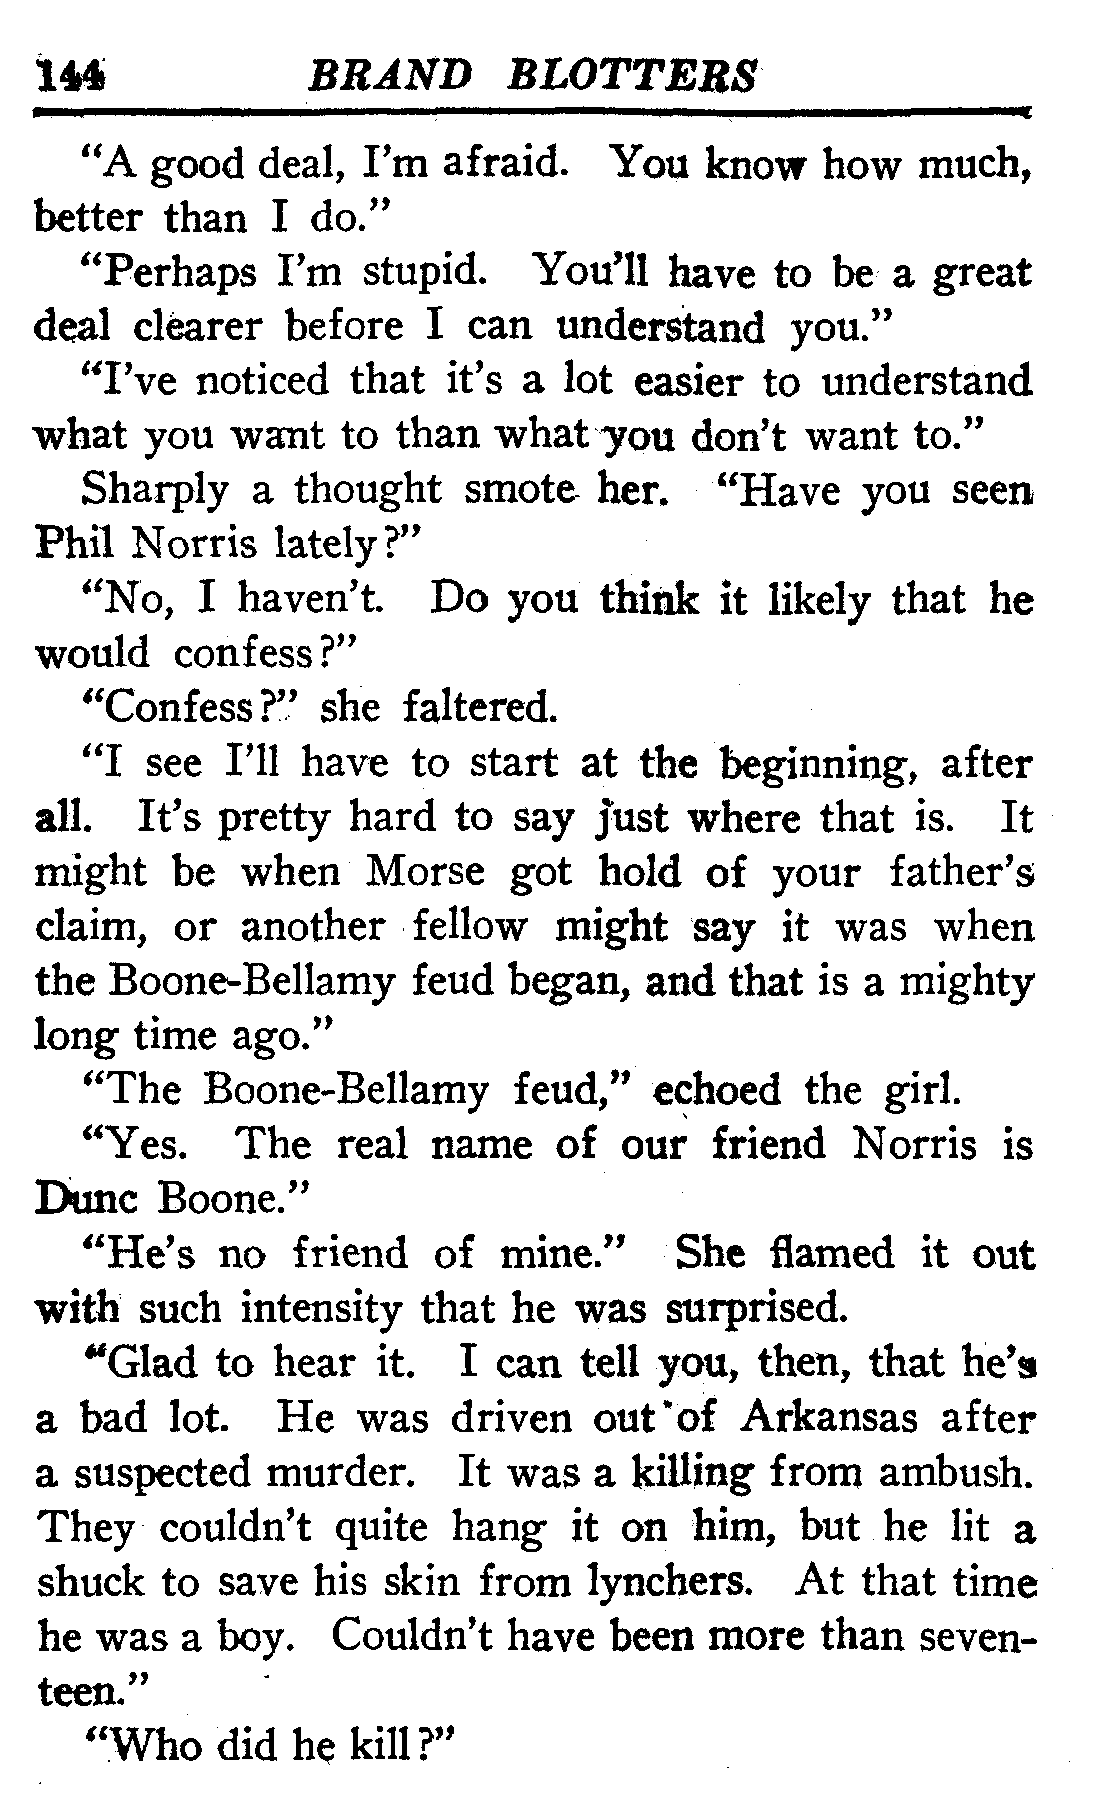 144 BRAND BLOTTERS
"A good deal, I'm afraid. You know how much,
better than I do."
"Perhaps I'm stupid. You'll have to be a great
deal clearer before I can understand you."
"I've noticed that it's a lot easier to understand
what you want to than what you don't want to."
Sharply a thought smote her. "Have you seen
Phil Norris lately?"
"No, I haven't. Do you think it likely that he
would confess?"
"Confess?" she faltered.
"I see I'll have to start at the beginning, after
all. It's pretty hard to say just where that is. It
might be when Morse got hold of your father's
claim, or another fellow might say it was when
the Boone-Bellamy feud began, and that is a mighty
long time ago."
"The Boone-Bellamy feud," echoed the girl.
"Yes. The real name of our friend Norris is
Dunc Boone."
"He's no friend of mine." She flamed it out
with such intensity that he was surprised.
"Glad to hear it. I can tell you, then, that he's
a bad lot. He was driven out of Arkansas after
a suspected murder. It was a killing from ambush.
They couldn't quite hang it on him, but he lit a
shuck to save his skin from lynchers. At that time
he was a boy. Couldn't have been more than seven-
teen."
"Who did he kill?"